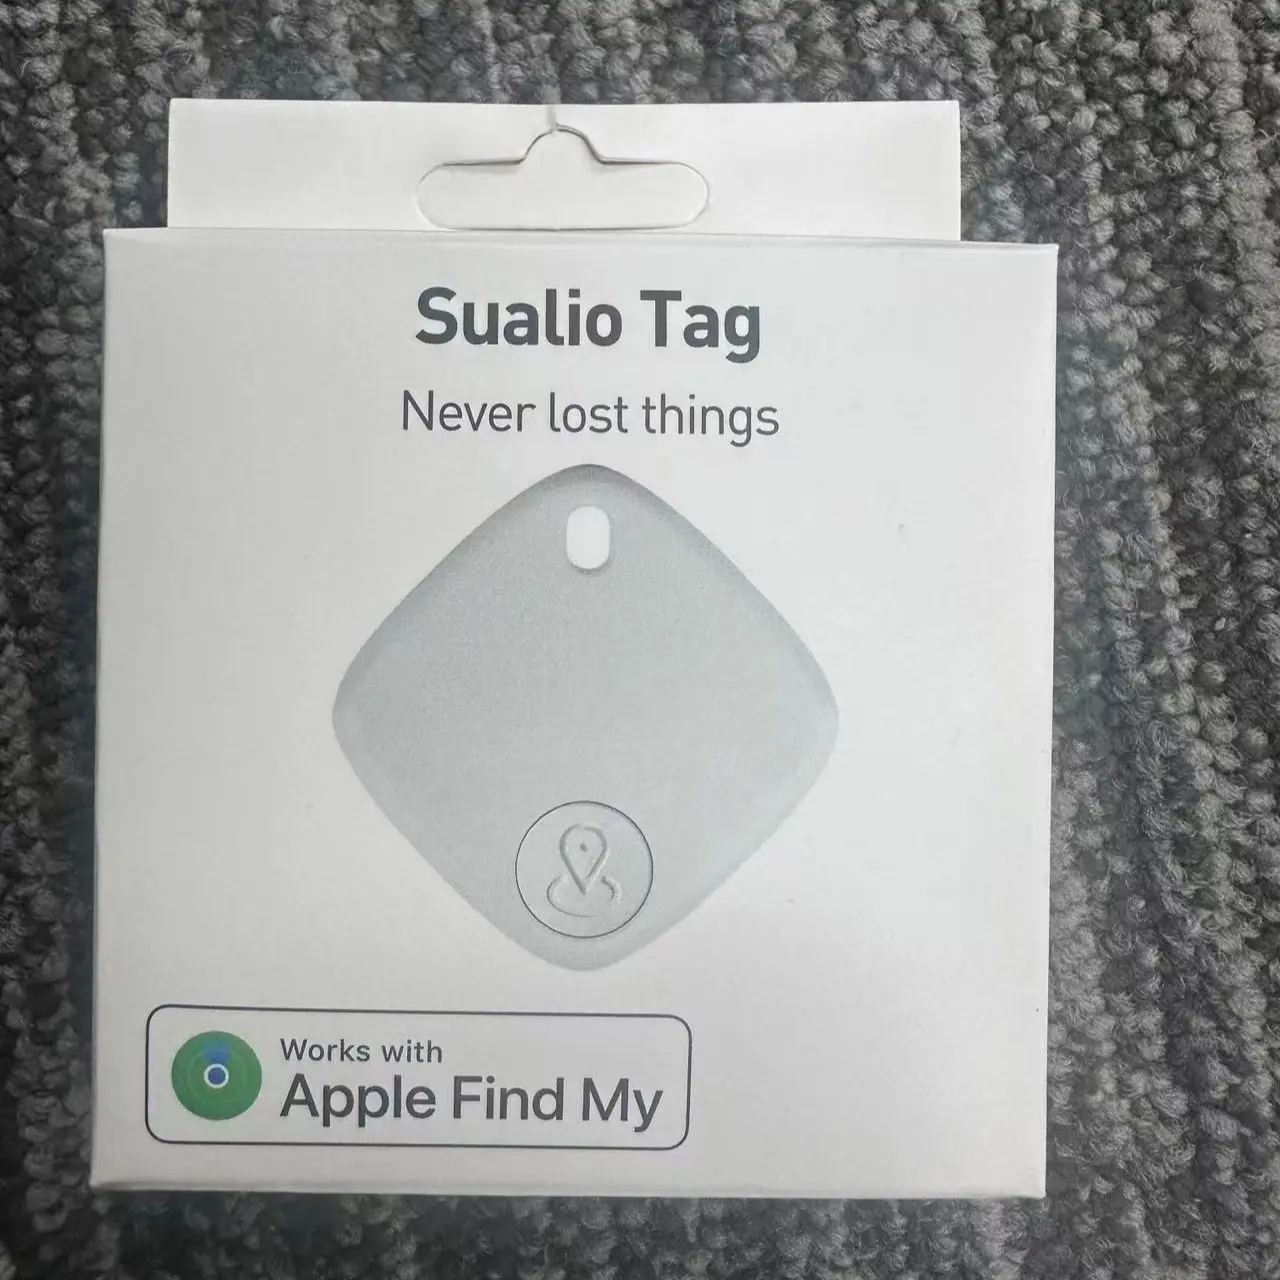 Sualio Tag
Never lost things
Works with
Apple Find My